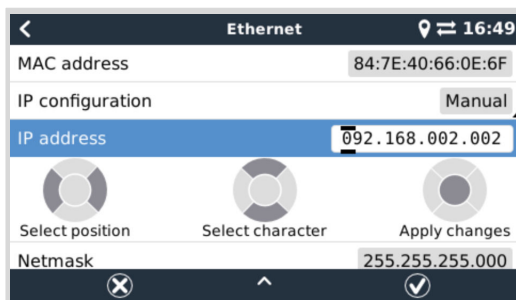 Ethernet 16:49
MAC address 84:7E:40:66:0E:6F
IP configuration Manual
IP address 092.168.002.002
Select position Select character Apply changes
Netmask 255.255.255.000